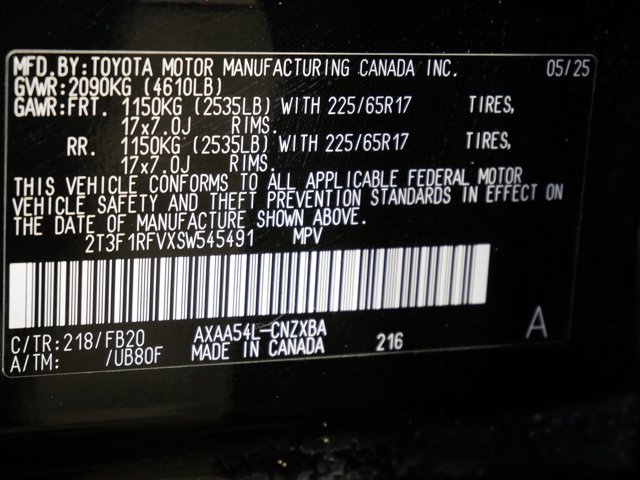 MFD. BY: TOYOTA MOTOR MANUFACTURING CANADA INC. 05/25
GVWR: 2090KG (4610LB)
GAWR: FRT. 1150KG (2535LB) WITH 225/65R17 TIRES,
17x7.0J RIMS.
RR. 1150KG (2535LB) WITH 225/65R17 TIRES,
17x7.0J RIMS.
THIS VEHICLE CONFORMS TO ALL APPLICABLE FEDERAL MOTOR
VEHICLE SAFETY AND THEFT PREVENTION STANDARDS IN EFFECT ON
THE DATE OF MANUFACTURE SHOWN ABOVE.
2T3F1RFVXSW545491 MPV
C/TR: 218/FB20 AXAA54L-CNZXBA A
A/TM: /UB80F MADE IN CANADA 216